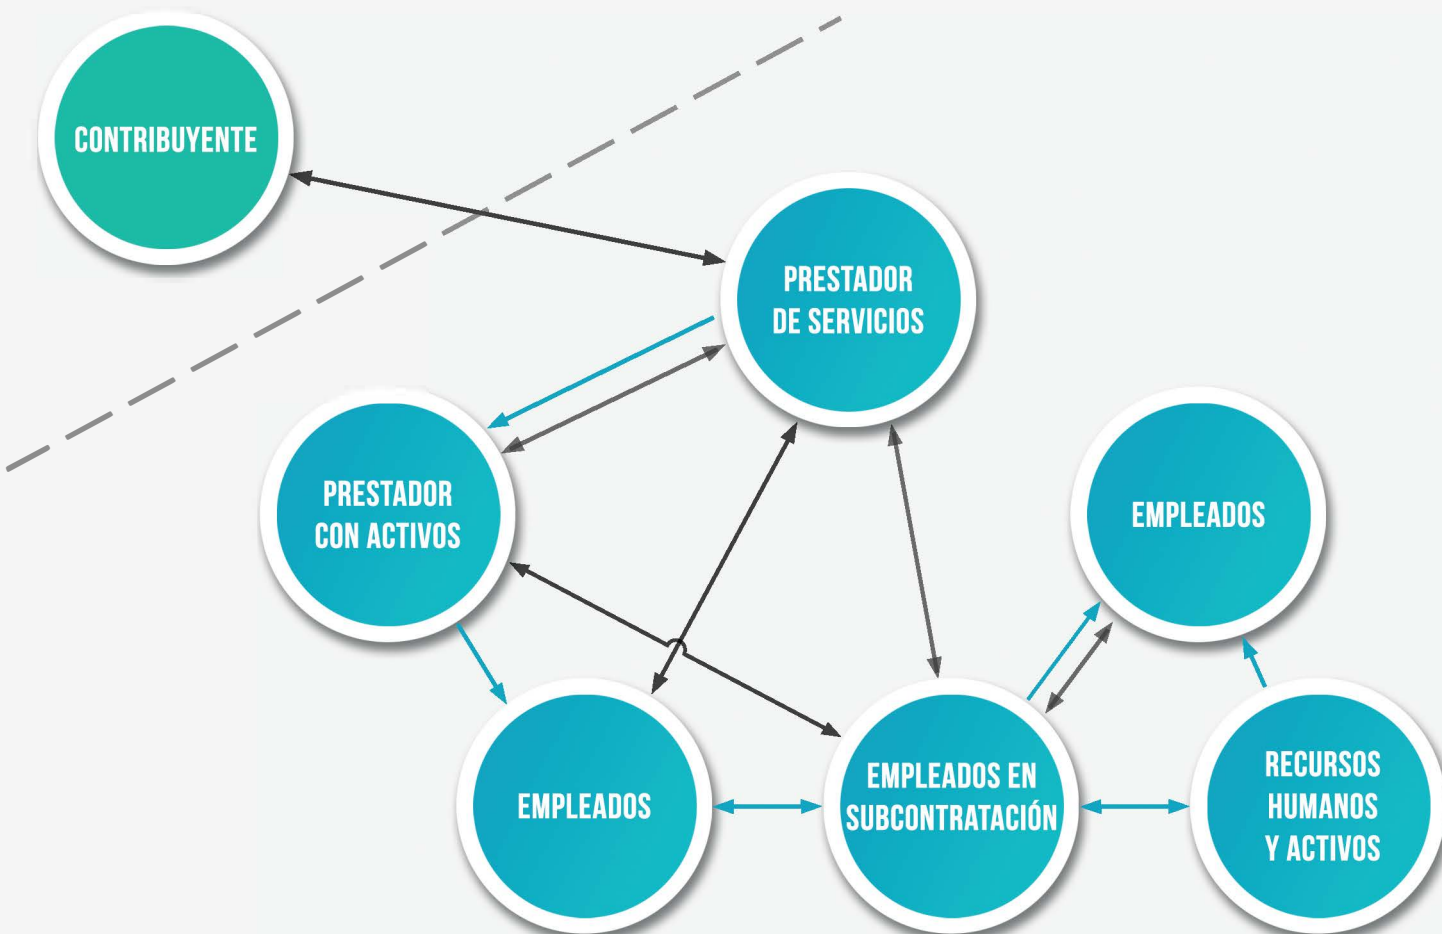 CONTRIBUYENTE
PRESTADOR
DE SERVICIOS
PRESTADOR
CON ACTIVOS
EMPLEADOS
EMPLEADOS
EMPLEADOS EN
SUBCONTRATACIÓN
RECURSOS
HUMANOS
Y ACTIVOS